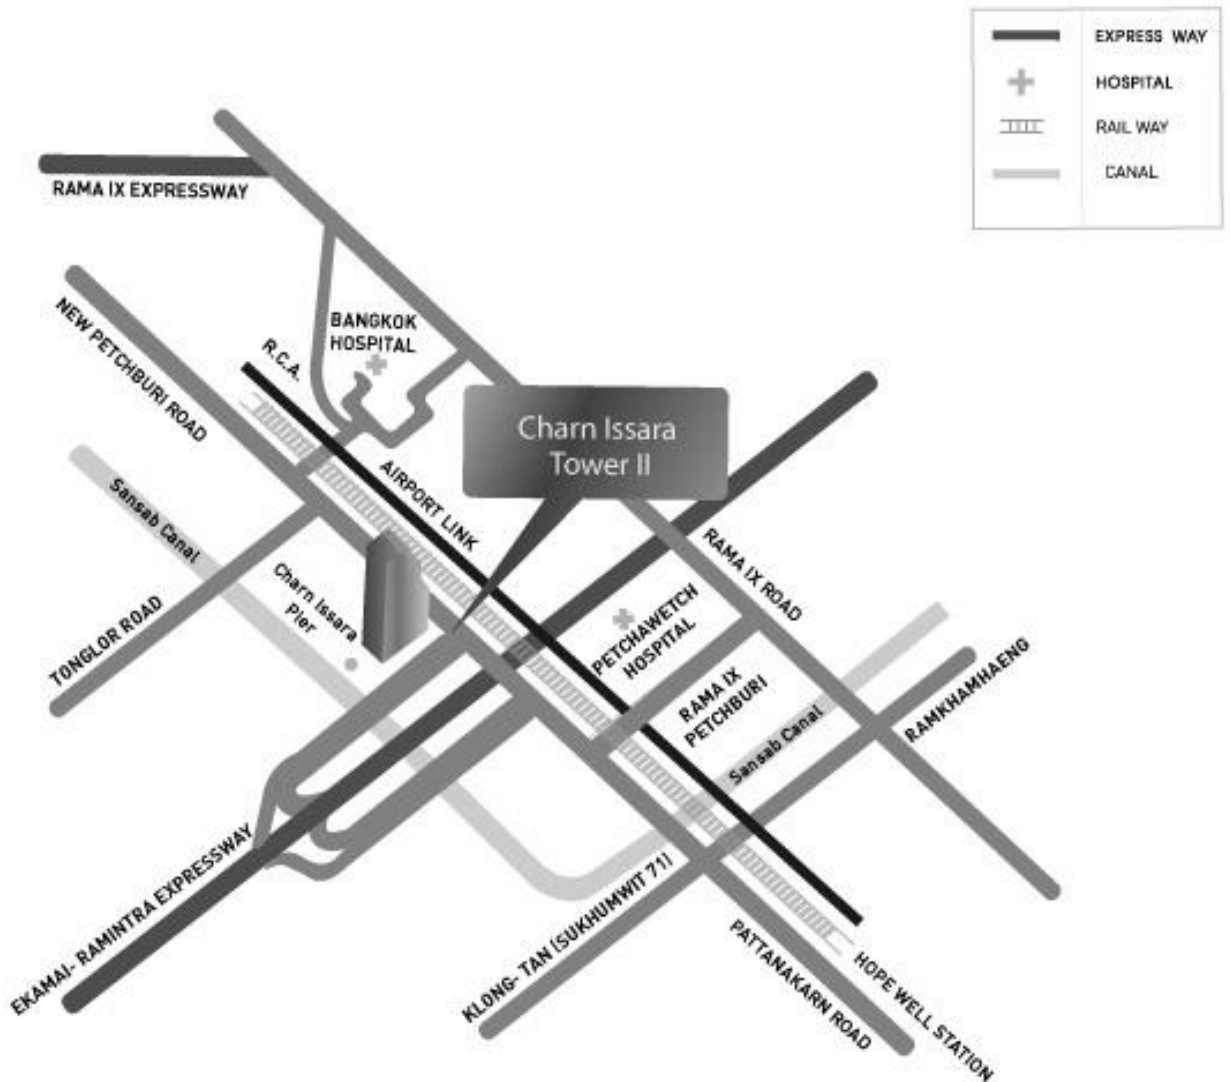 EXPRESS WAY
HOSPITAL
RAIL WAY
CANAL
RAMA IX EXPRESSWAY
NEW PETCHBURI ROAD
R.C.A.
BANGKOK
HOSPITAL
Charn Issara
Tower II
AIRPORT LINK
Sansab Canal
Charn Issara
Pier
TONGLOR ROAD
RAMA IX ROAD
PETCHAWETCH
HOSPITAL
RAMA IX
PETCHBURI
Sansab Canal
RAMKHAMHAENG
EKAMAI- RAMINTRA EXPRESSWAY
KLONG- TAN (SUKHUMWIT 71)
PATTANAKARN ROAD
HOPE WELL STATION